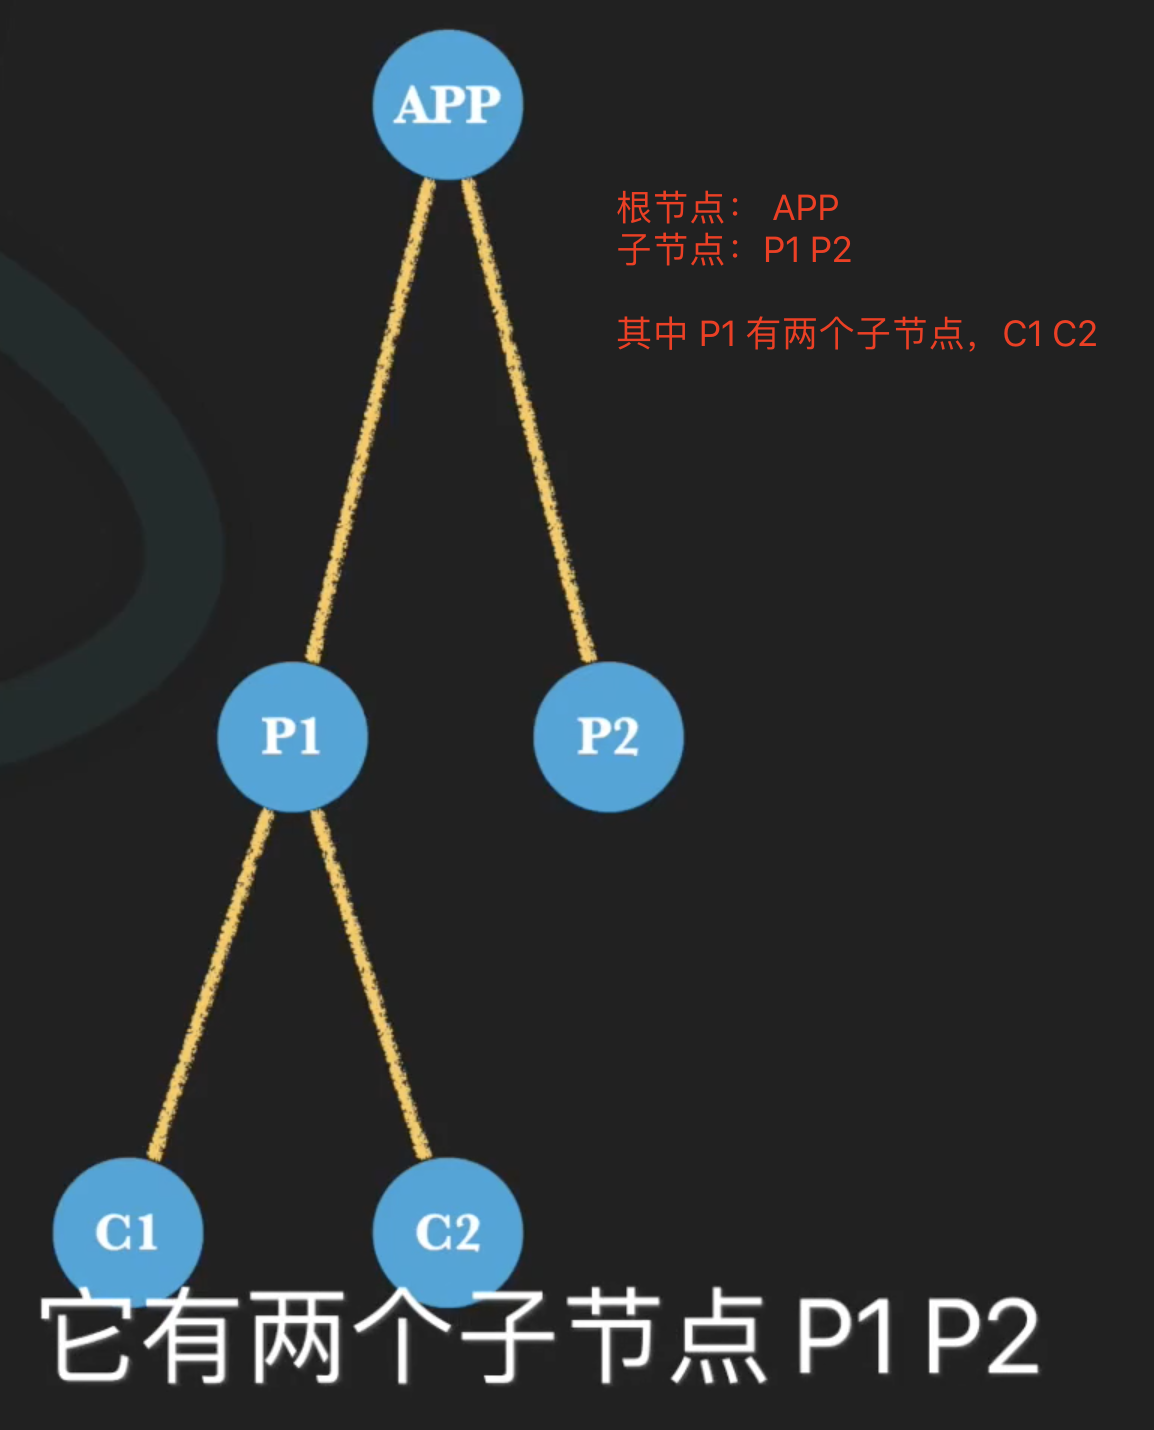 APP
根节点： APP
子节点：P1 P2
其中 P1 有两个子节点，C1 C2
P1
P2
C1
C2
它有两个子节点 P1 P2